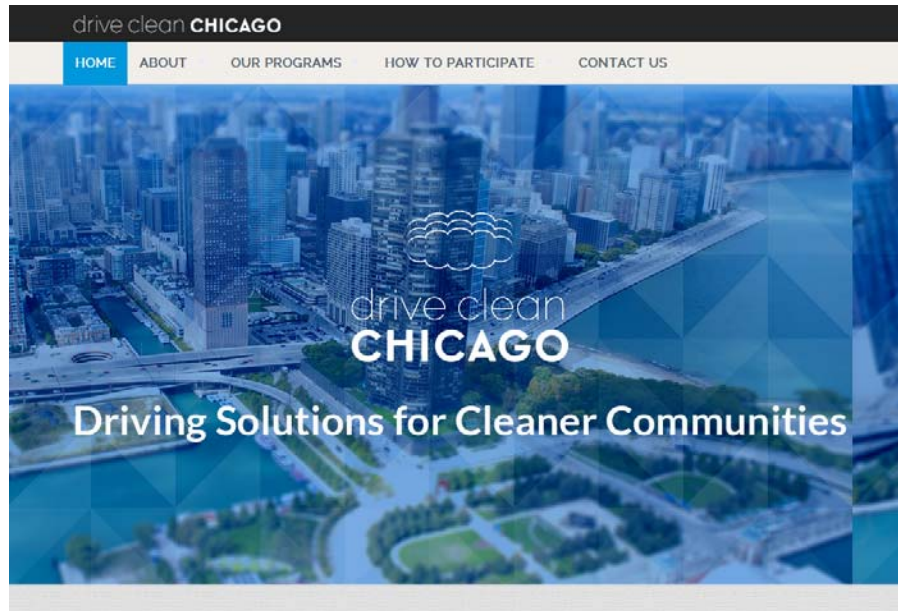 drive clean CHICAGO
HOME ABOUT OUR PROGRAMS HOW TO PARTICIPATE CONTACT US
drive clean
CHICAGO
Driving Solutions for Cleaner Communities